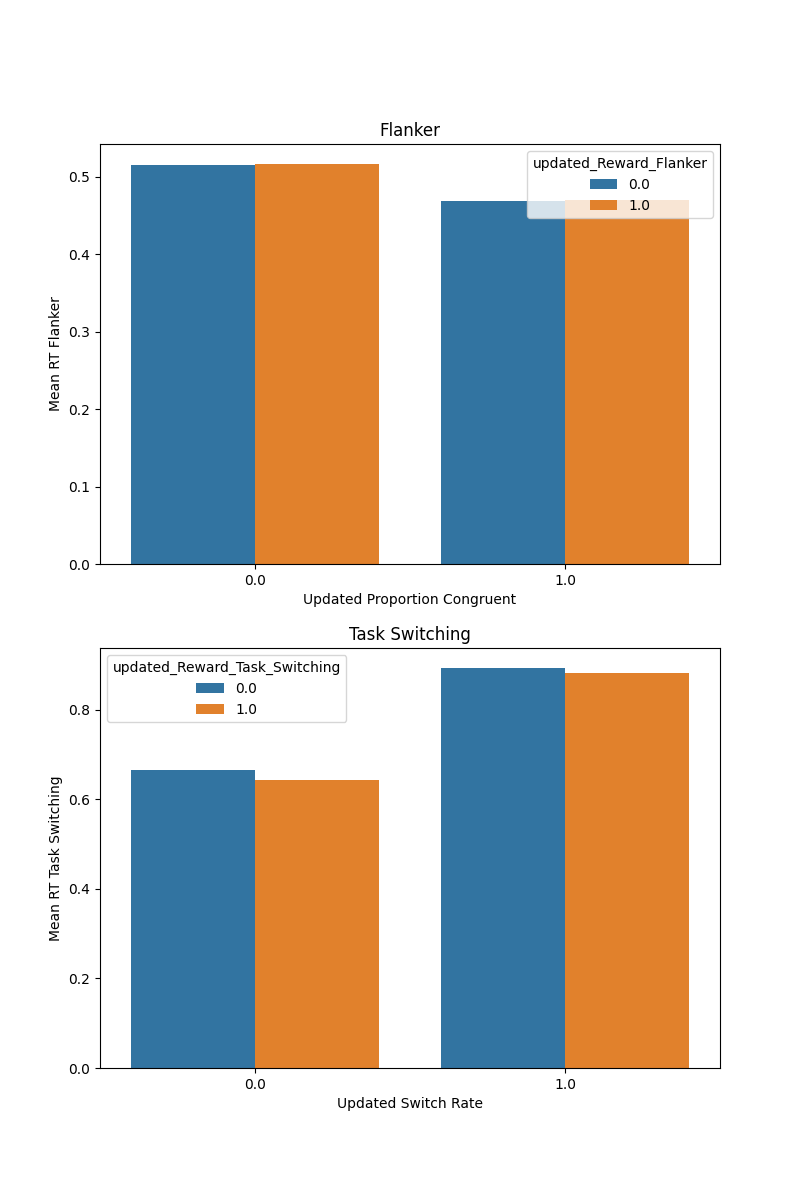 Flanker
updated_Reward_Flanker
0.0
1.0
Mean RT Flanker
0.5
0.4
0.3
0.2
0.1
0.0
0.0 1.0
Updated Proportion Congruent
Task Switching
updated_Reward_Task_Switching
0.0
1.0
Mean RT Task Switching
0.8
0.6
0.4
0.2
0.0
0.0 1.0
Updated Switch Rate